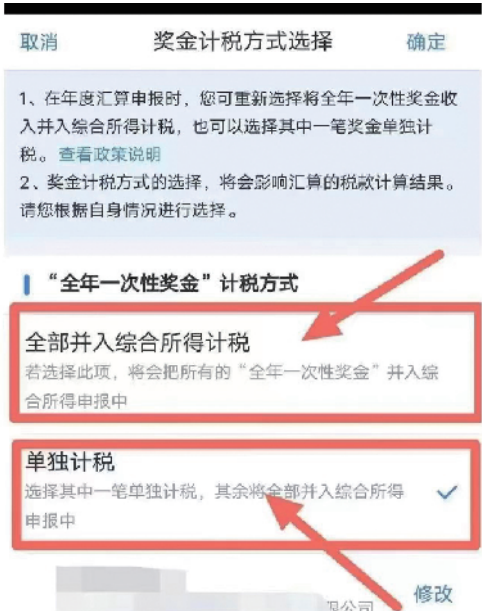 取消 奖金计税方式选择 确定
1、在年度汇算申报时，您可重新选择将全年一次性奖金收
入并入综合所得计税，也可以选择其中一笔奖金单独计
税。查看政策说明
2、奖金计税方式的选择，将会影响汇算的税款计算结果。
请您根据自身情况进行选择。
“全年一次性奖金”计税方式
全部并入综合所得计税
若选择此项，将会把所有的“全年一次性奖金”并入综
合所得申报中
单独计税
选择其中一笔单独计税，其余将全部并入综合所得
申报中
公司 修改